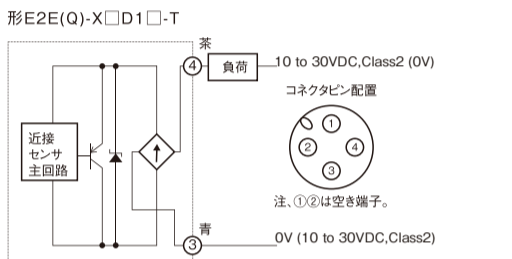 形E2E(Q)-X□D1□-T
茶
④
負荷
10 to 30VDC,Class2 (0V)
コネクタピン配置
近接
センサ
主回路
①
②
④
③
注、①②は空き端子。
青
③
0V (10 to 30VDC,Class2)